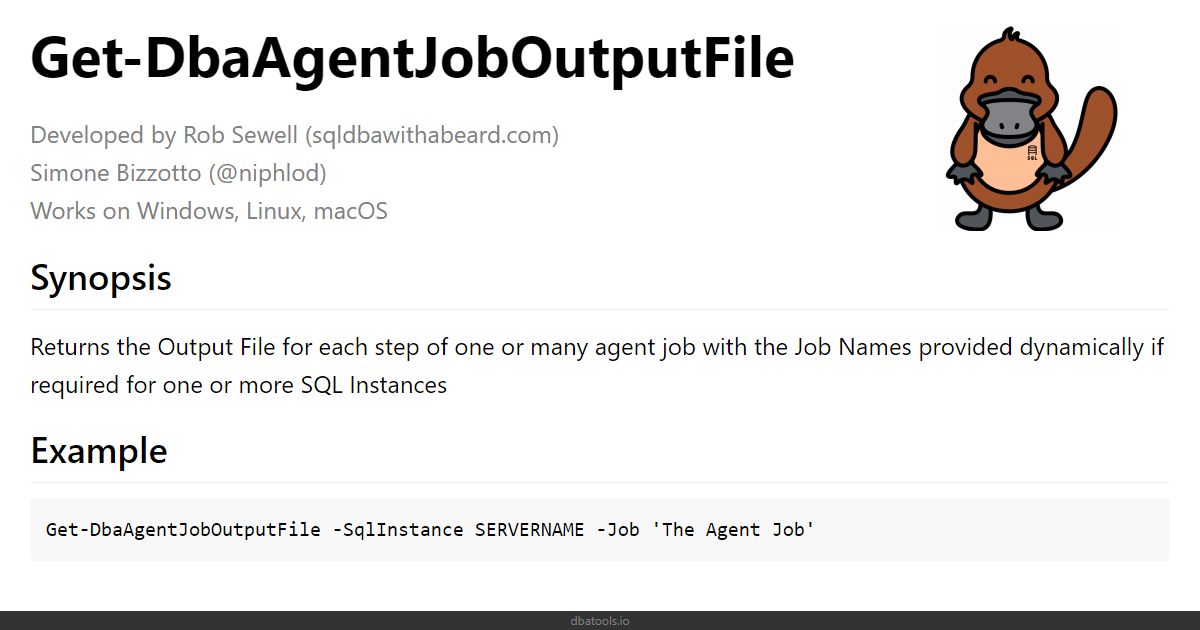 Get-DbaAgentJobOutputFile
Developed by Rob Sewell (sqldbawithabeard.com)
Simone Bizzotto (@niphlod)
Works on Windows, Linux, macOS
SQL
Synopsis
Returns the Output File for each step of one or many agent job with the Job Names provided dynamically if
required for one or more SQL Instances
Example
Get-DbaAgentJobOutputFile -SqlInstance SERVERNAME -Job 'The Agent Job'
dbatools.io